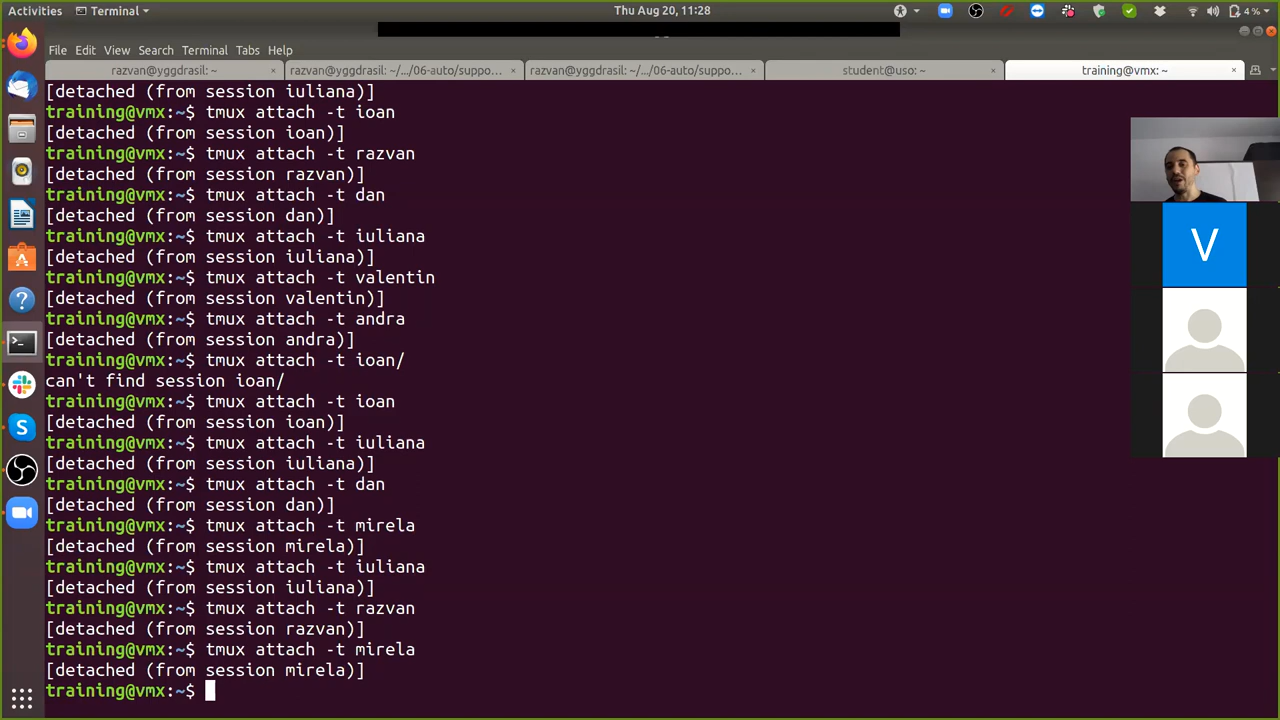 Activities Terminal Thu Aug 20, 11:28 4 %
File Edit View Search Terminal Tabs Help
razvan@yggdrasil: ~ × razvan@yggdrasil: ~/.../06-auto/suppo... × razvan@yggdrasil: ~/.../06-auto/suppo... × student@uso: ~ × training@vmx: ~ ×
[detached (from session iuliana)]
training@vmx:~$ tmux attach -t ioan
[detached (from session ioan)]
training@vmx:~$ tmux attach -t razvan
[detached (from session razvan)]
training@vmx:~$ tmux attach -t dan
[detached (from session dan)]
training@vmx:~$ tmux attach -t iuliana
[detached (from session iuliana)]
training@vmx:~$ tmux attach -t valentin
[detached (from session valentin)]
training@vmx:~$ tmux attach -t andra
[detached (from session andra)]
training@vmx:~$ tmux attach -t ioan/
can't find session ioan/
training@vmx:~$ tmux attach -t ioan
[detached (from session ioan)]
training@vmx:~$ tmux attach -t iuliana
[detached (from session iuliana)]
training@vmx:~$ tmux attach -t dan
[detached (from session dan)]
training@vmx:~$ tmux attach -t mirela
[detached (from session mirela)]
training@vmx:~$ tmux attach -t iuliana
[detached (from session iuliana)]
training@vmx:~$ tmux attach -t razvan
[detached (from session razvan)]
training@vmx:~$ tmux attach -t mirela
[detached (from session mirela)]
training@vmx:~$
V